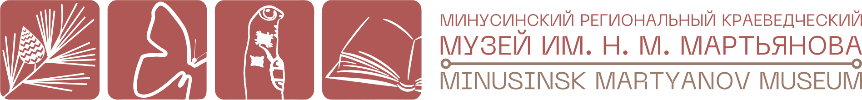 МИНУСИНСКИЙ РЕГИОНАЛЬНЫЙ КРАЕВЕДЧЕСКИЙ
МУЗЕЙ ИМ. Н. М. МАРТЬЯНОВА
MINUSINSK MARTYANOV MUSEUM